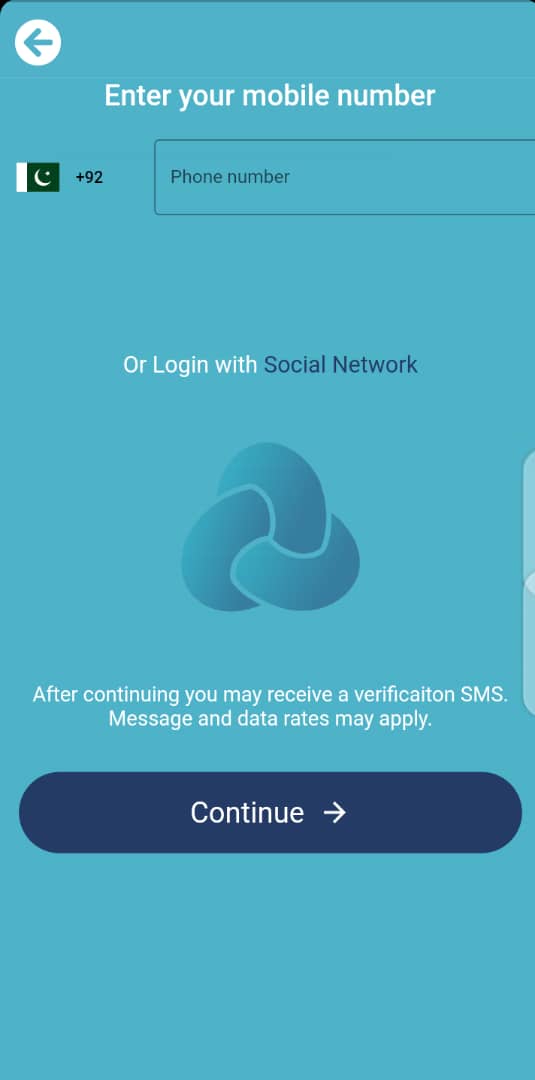 Enter your mobile number
+92
Phone number
Or Login with Social Network
After continuing you may receive a verificaiton SMS.
Message and data rates may apply.
Continue